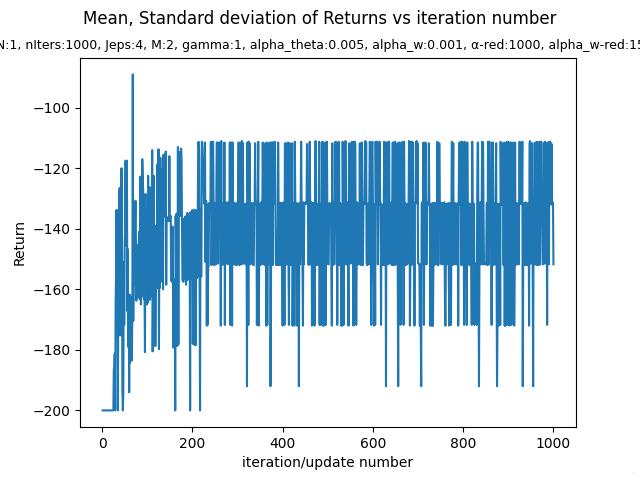 Mean, Standard deviation of Returns vs iteration number
N:1, nIters:1000, Jeps:4, M:2, gamma:1, alpha_theta:0.005, alpha_w:0.001, α-red:1000, alpha_w-red:15
Return
−100
−120
−140
−160
−180
−200
0 200 400 600 800 1000
iteration/update number